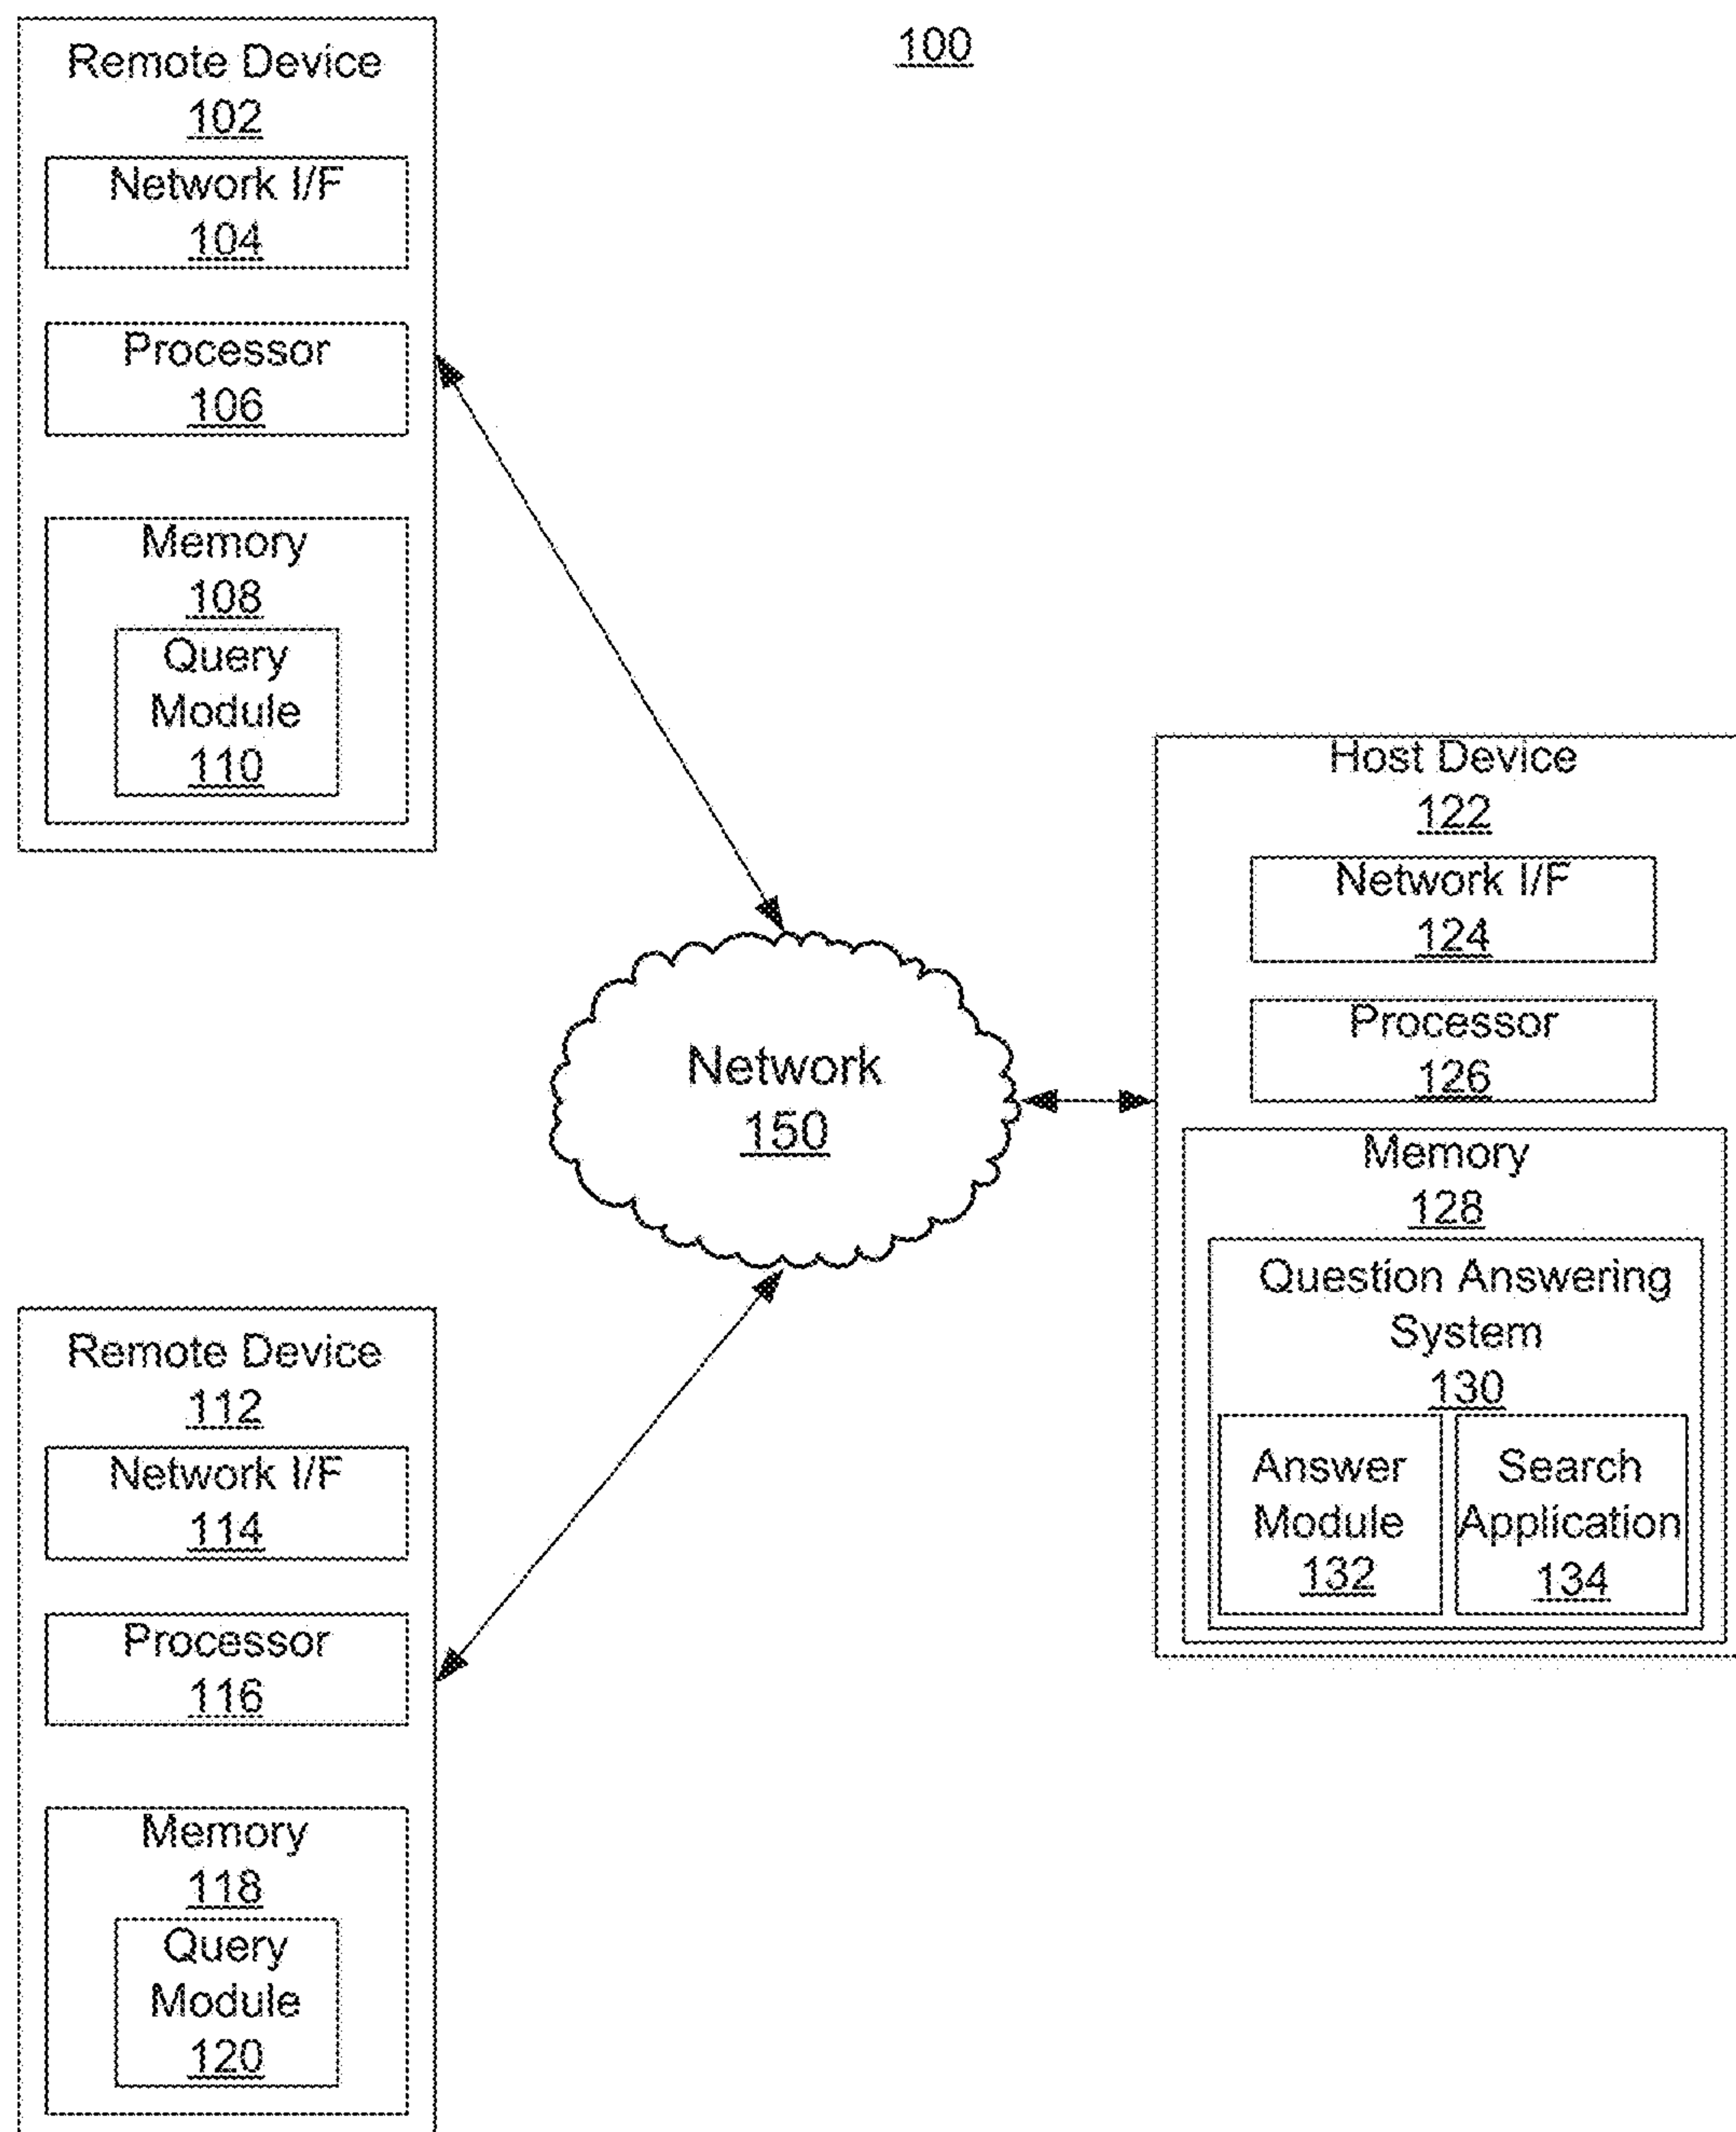 100
Remote Device
102
Network I/F
104
Processor
106
Memory
108
Query
Module
110
Network
150
Host Device
122
Network I/F
124
Processor
126
Memory
128
Question Answering
System
130
Answer
Module
132
Search
Application
134
Remote Device
112
Network I/F
114
Processor
116
Memory
118
Query
Module
120